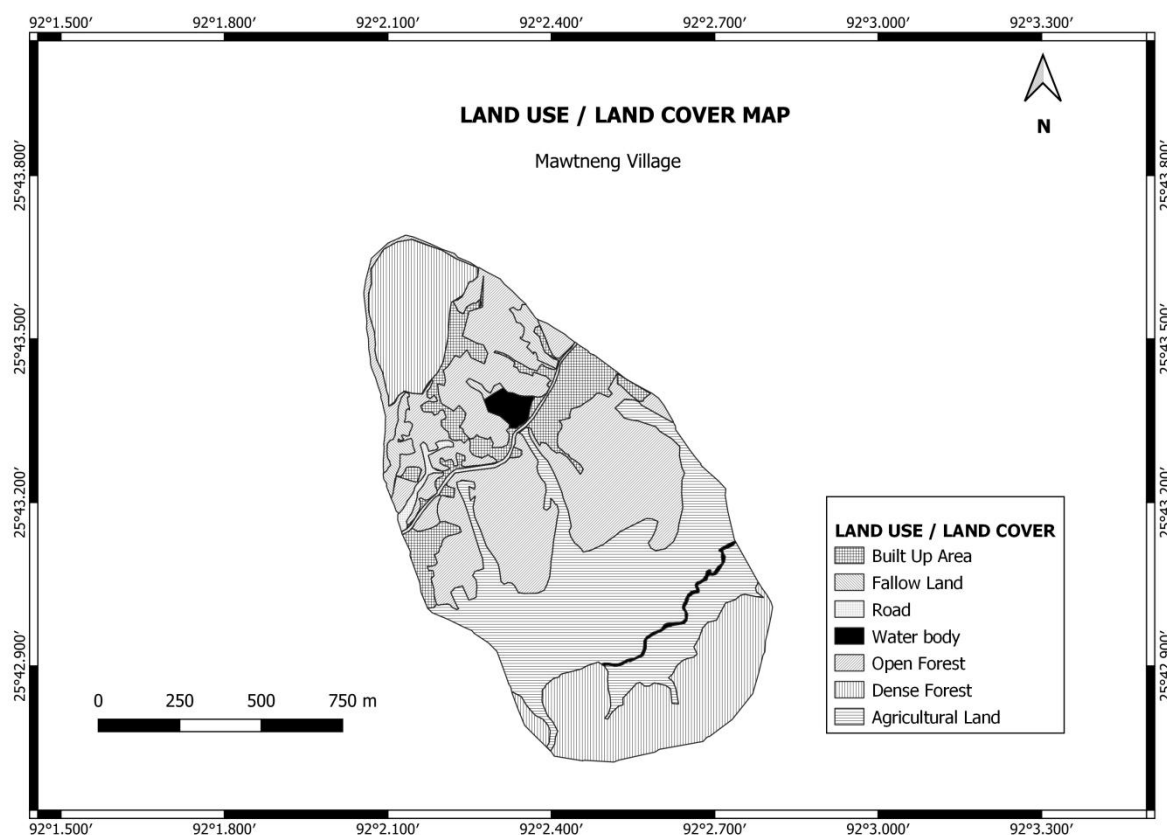 92°1.500′ 92°1.800′ 92°2.100′ 92°2.400′ 92°2.700′ 92°3.000′ 92°3.300′
LAND USE / LAND COVER MAP
N
Mawtneng Village
25°43.800′ 25°43.800′
25°43.500′ 25°43.500′
25°43.200′ 25°43.200′
LAND USE / LAND COVER
Built Up Area
Fallow Land
Road
Water body
Open Forest
Dense Forest
Agricultural Land
25°42.900′ 25°42.900′
0 250 500 750 m
92°1.500′ 92°1.800′ 92°2.100′ 92°2.400′ 92°2.700′ 92°3.000′ 92°3.300′